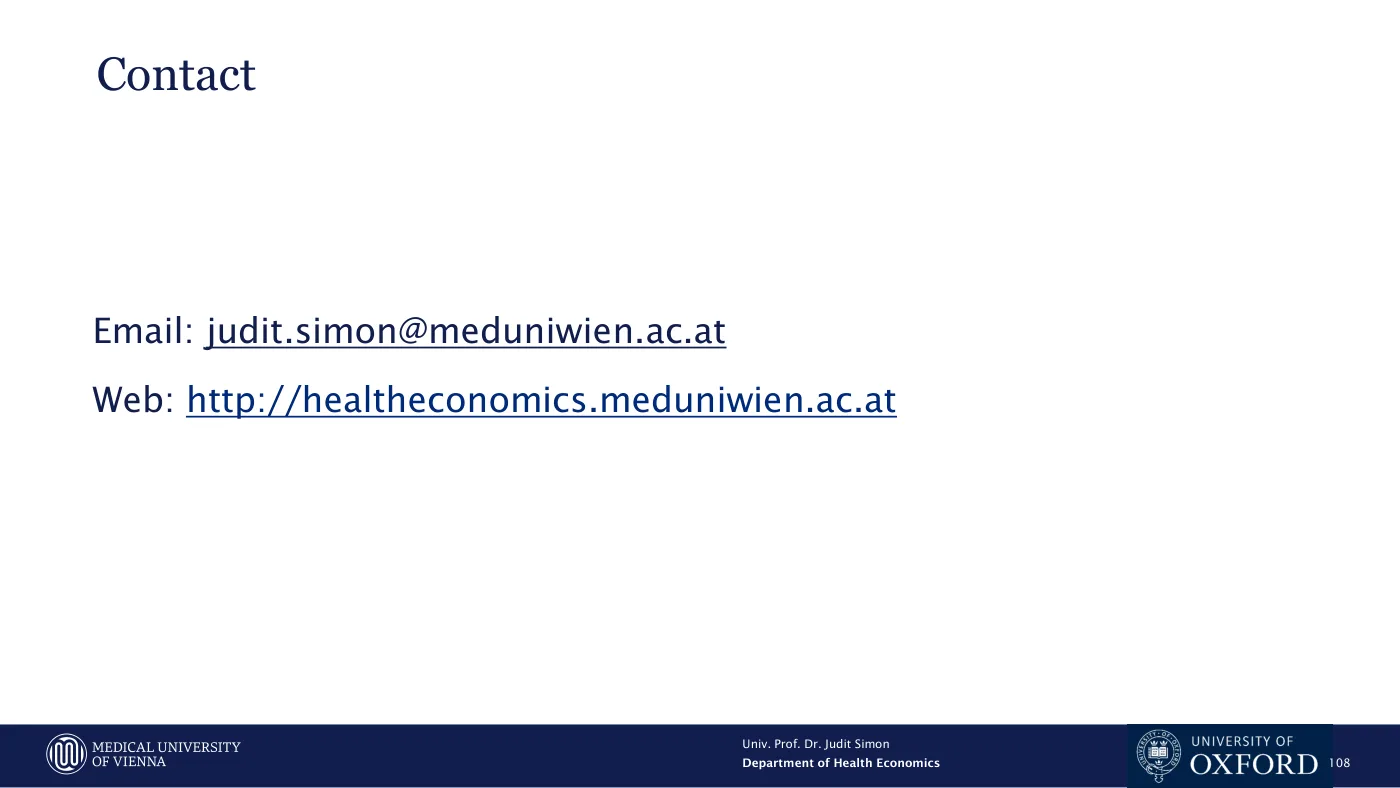 Contact
Email: judit.simon@meduniwien.ac.at
Web: http://healtheconomics.meduniwien.ac.at
MEDICAL UNIVERSITY
OF VIENNA
Univ. Prof. Dr. Judit Simon
Department of Health Economics
UNIVERSITY OF
OXFORD
108